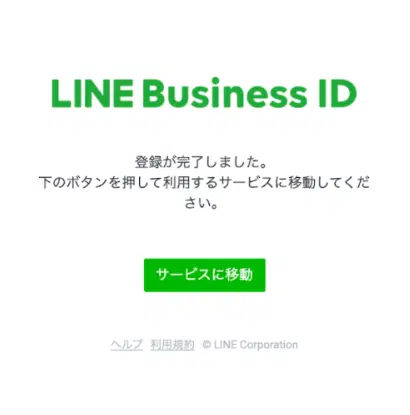 LINE Business ID
登録が完了しました。
下のボタンを押して利用するサービスに移動してくだ
さい。
サービスに移動
ヘルプ 利用規約 © LINE Corporation